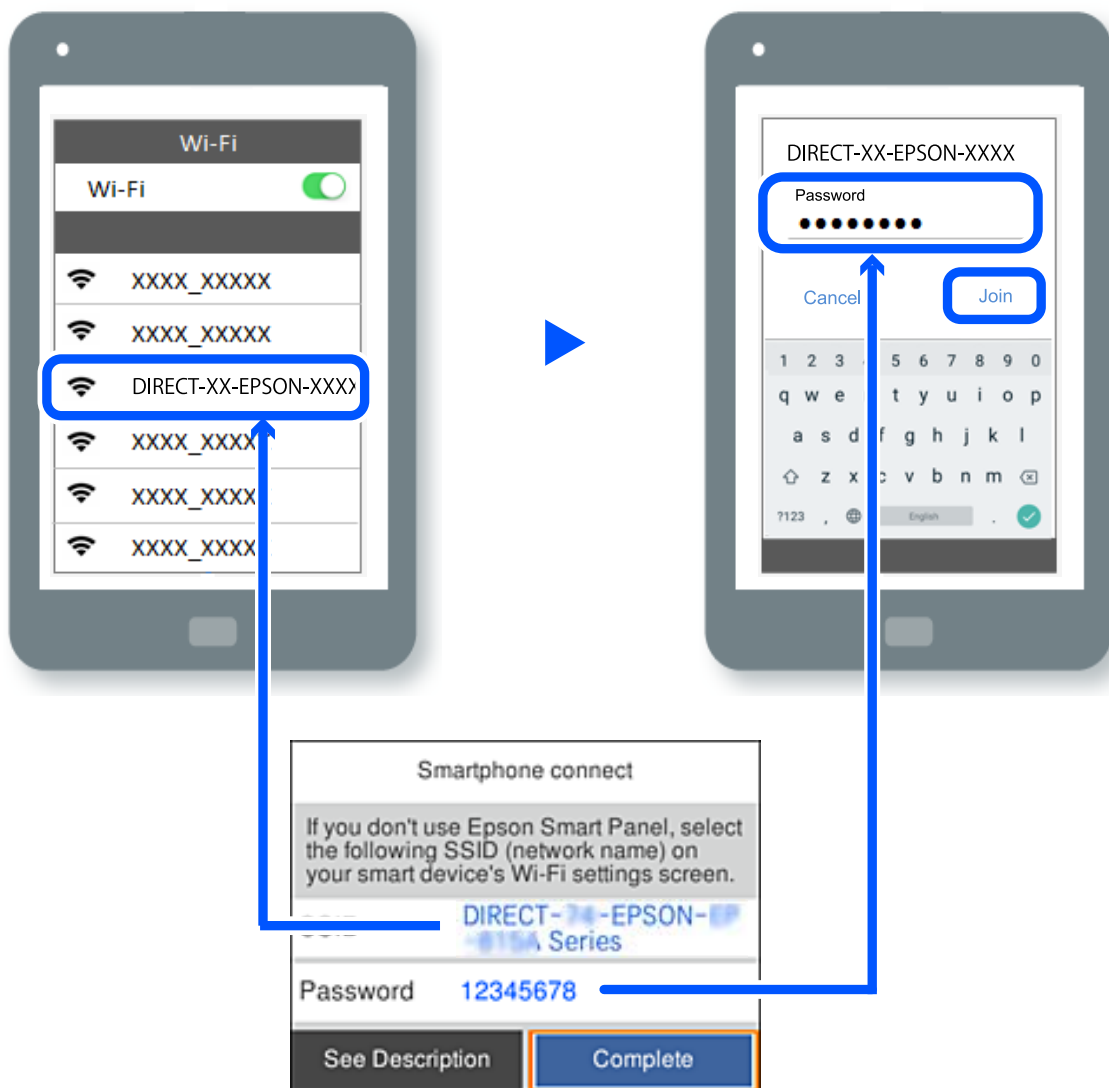 Wi-Fi
Wi-Fi
XXXX_XXXXX
XXXX_XXXXX
DIRECT-XX-EPSON-XXXX
XXXX_XXXX
XXXX_XXXX
XXXX_XXXX
DIRECT-XX-EPSON-XXXX
Password
Cancel
Join
1 2 3 5 6 7 8 9 0
q w e t y u i o p
a s d f g h j k l
z x c v b n m
?123 , English .
Smartphone connect
If you don't use Epson Smart Panel, select
the following SSID (network name) on
your smart device's Wi-Fi settings screen.
DIRECT- -EPSON-
Series
Password 12345678
See Description
Complete